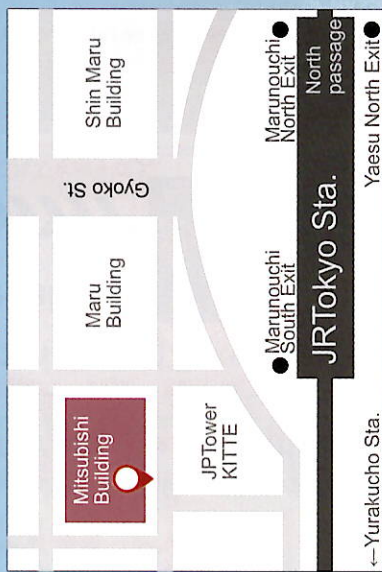 Shin Maru
Building
Gyoko St.
Maru
Building
Mitsubishi
Building
JPTower
KITTE
Marunouchi
North Exit
Marunouchi
South Exit
North
passage
JRTokyo Sta.
Yaesu North Exit
←Yurakucho Sta.